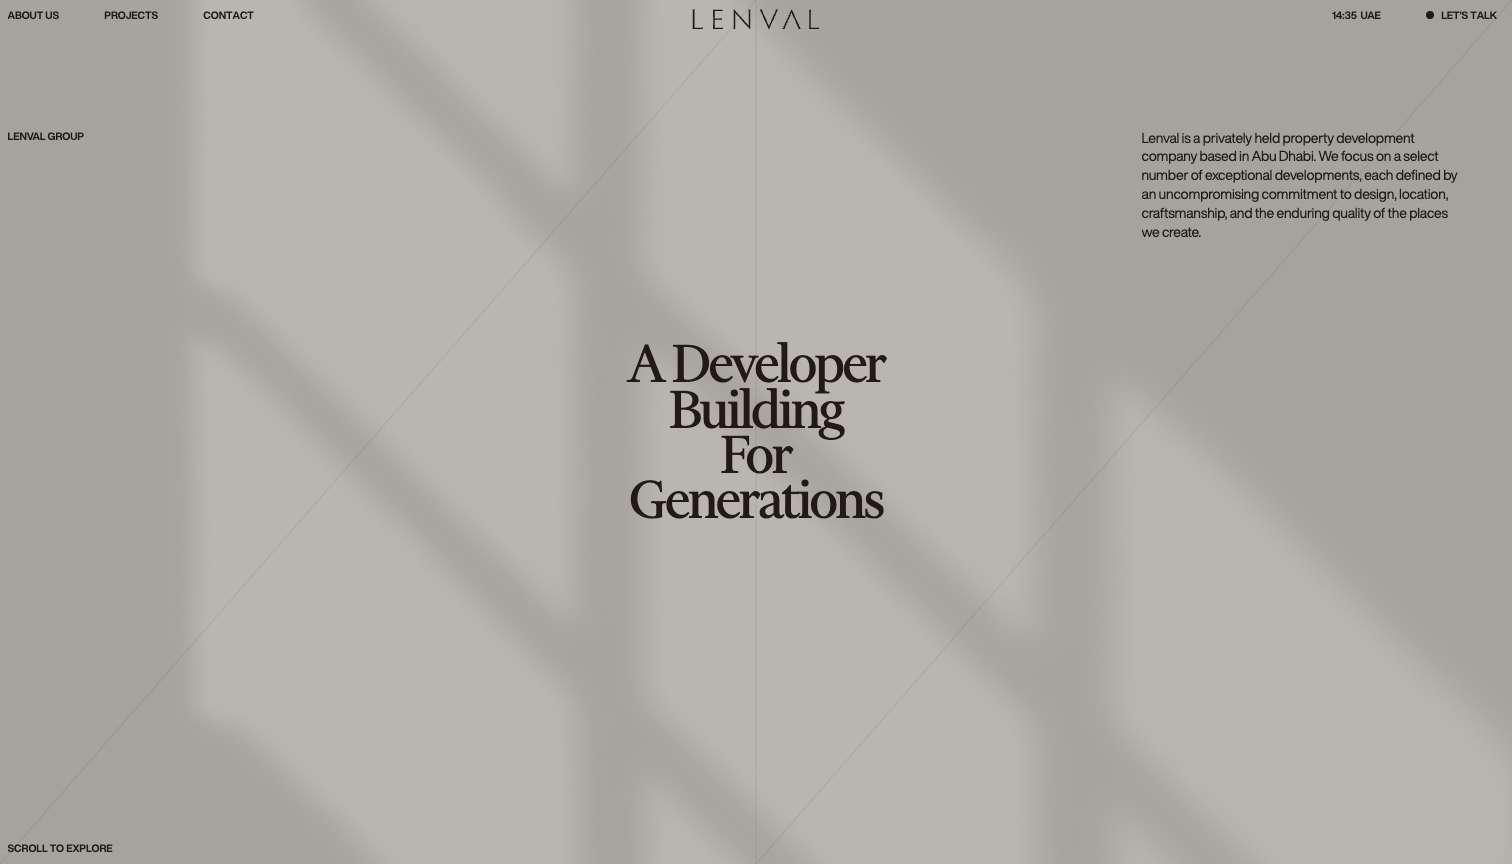 ABOUT US
PROJECTS
CONTACT
LENVAL
14:35 UAE
LET'S TALK
LENVAL GROUP
Lenval is a privately held property development
company based in Abu Dhabi. We focus on a select
number of exceptional developments, each defined by
an uncompromising commitment to design, location,
craftsmanship, and the enduring quality of the places
we create.
A Developer
Building
For
Generations
SCROLL TO EXPLORE